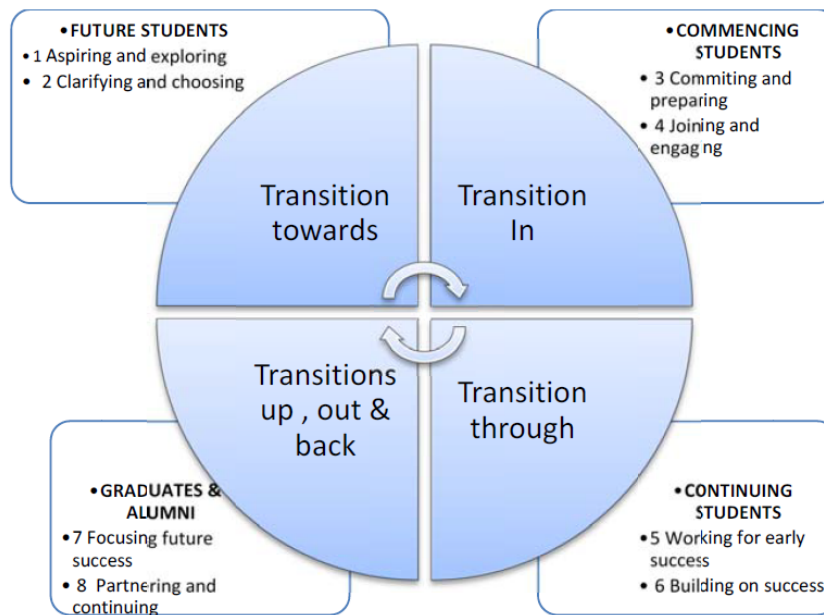 •FUTURE STUDENTS
•1 Aspiring and exploring
• 2 Clarifying and choosing
•COMMENCING
STUDENTS
• 3 Commiting and
preparing
• 4 Joining and
engaging
Transition
towards
Transition
In
Transitions
up , out &
back
Transition
through
•GRADUATES &
ALUMNI
•7 Focusing future
success
•8 Partnering and
continuing
•CONTINUING
STUDENTS
•5 Working for early
success
• 6 Building on success